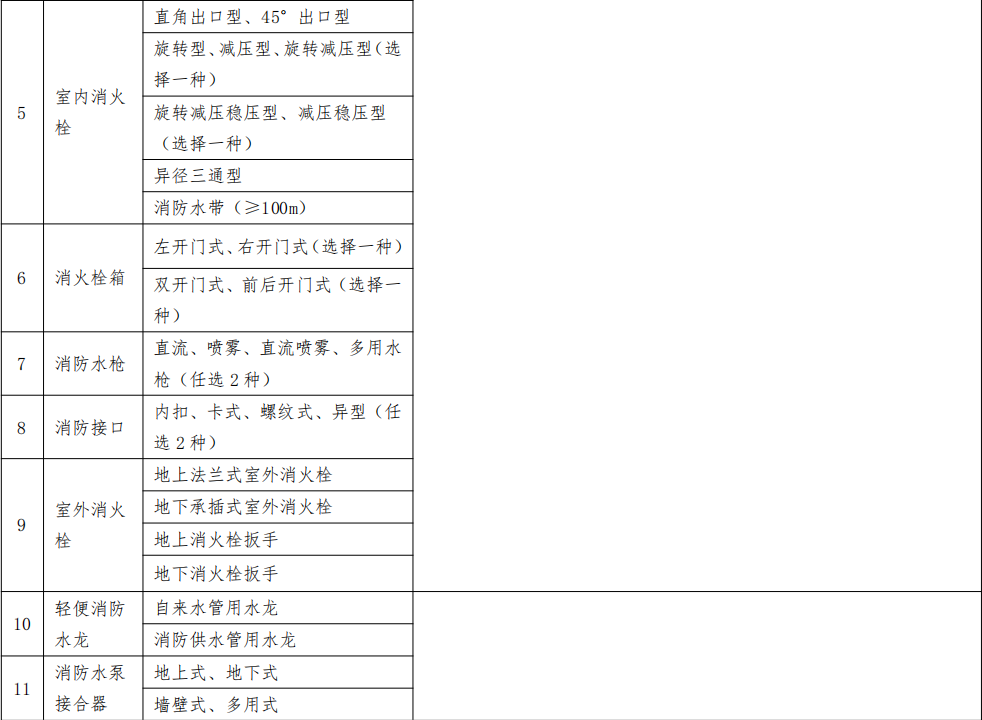 直角出口型、45°出口型
旋转型、减压型、旋转减压型（选
择一种）
5
室内消火
栓
旋转减压稳压型、减压稳压型
（选择一种）
异径三通型
消防水带（≥100m）
6
消火栓箱
左开门式、右开门式（选择一种）
双开门式、前后开门式（选择一
种）
7
消防水枪
直流、喷雾、直流喷雾、多用水
枪（任选2种）
8
消防接口
内扣、卡式、螺纹式、异型（任
选2种）
9
室外消火
栓
地上法兰式室外消火栓
地下承插式室外消火栓
地上消火栓扳手
地下消火栓扳手
10
轻便消防
水龙
自来水管用水龙
消防供水管用水龙
11
消防水泵
接合器
地上式、地下式
墙壁式、多用式